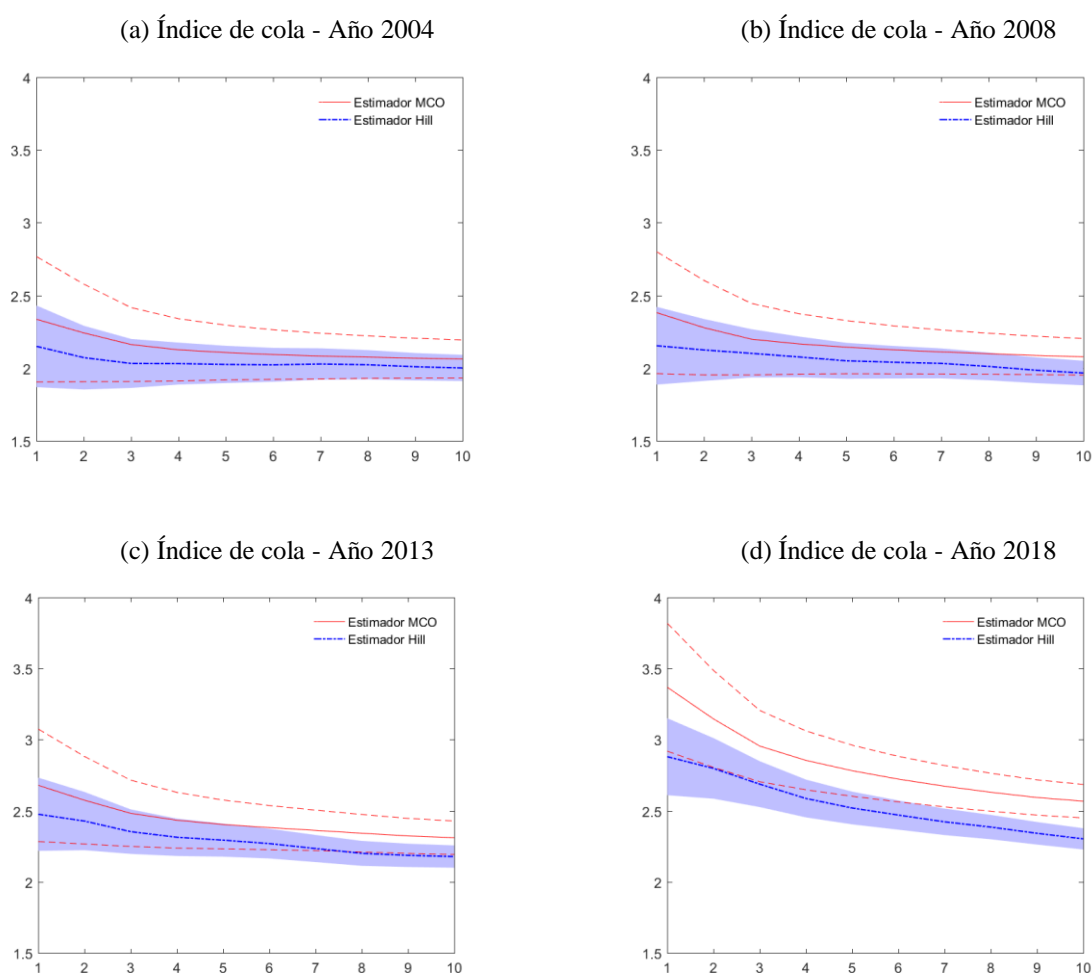 (a) Índice de cola - Año 2004
4
3.5
3
2.5
2
1.5
1 2 3 4 5 6 7 8 9 10
Estimador MCO
Estimador Hill
(b) Índice de cola - Año 2008
4
3.5
3
2.5
2
1.5
1 2 3 4 5 6 7 8 9 10
Estimador MCO
Estimador Hill
(c) Índice de cola - Año 2013
4
3.5
3
2.5
2
1.5
1 2 3 4 5 6 7 8 9 10
Estimador MCO
Estimador Hill
(d) Índice de cola - Año 2018
4
3.5
3
2.5
2
1.5
1 2 3 4 5 6 7 8 9 10
Estimador MCO
Estimador Hill